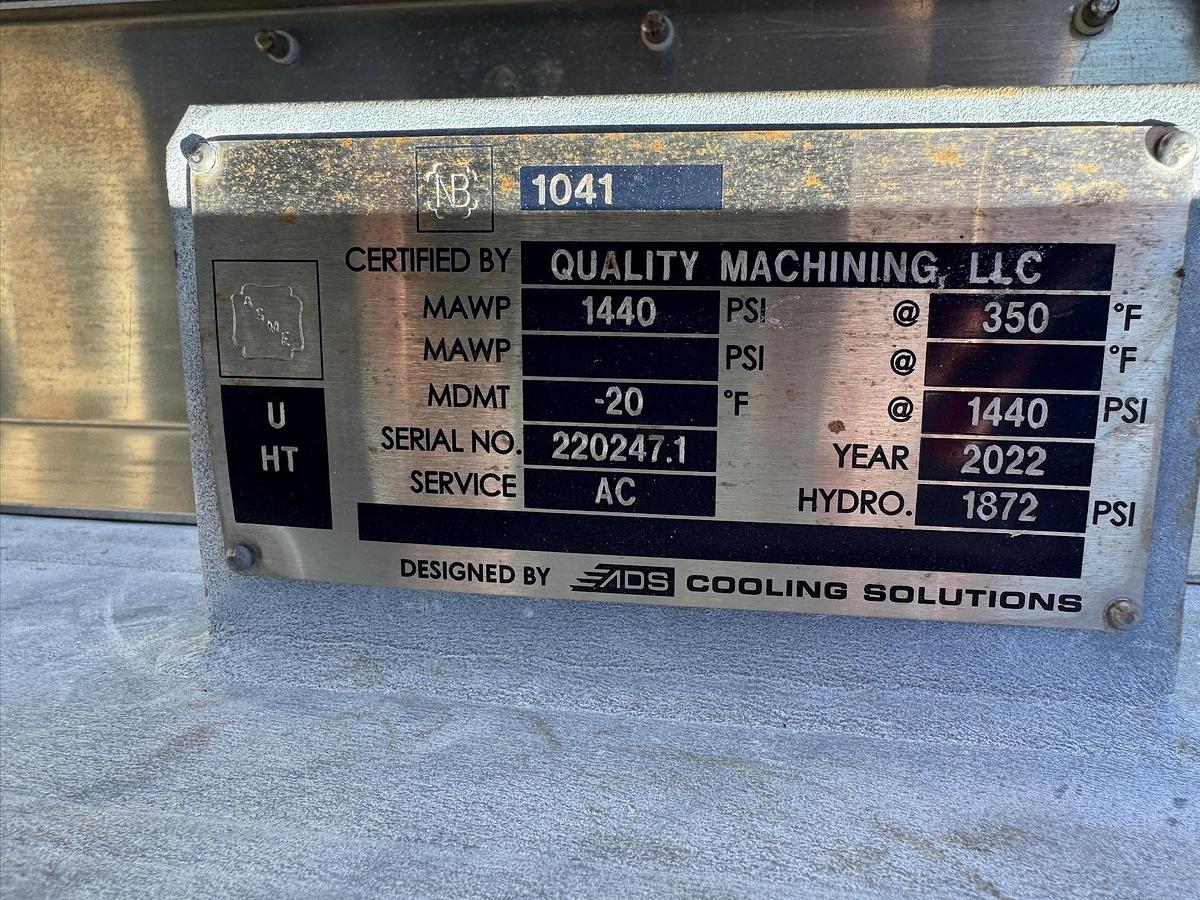 NB 1041
CERTIFIED BY QUALITY MACHINING, LLC
ASME
MAWP 1440 PSI @ 350 °F
MAWP PSI @ °F
U
HT
MDMT -20 °F @ 1440 PSI
SERIAL NO. 220247.1 YEAR 2022
SERVICE AC HYDRO. 1872 PSI
DESIGNED BY ADS COOLING SOLUTIONS